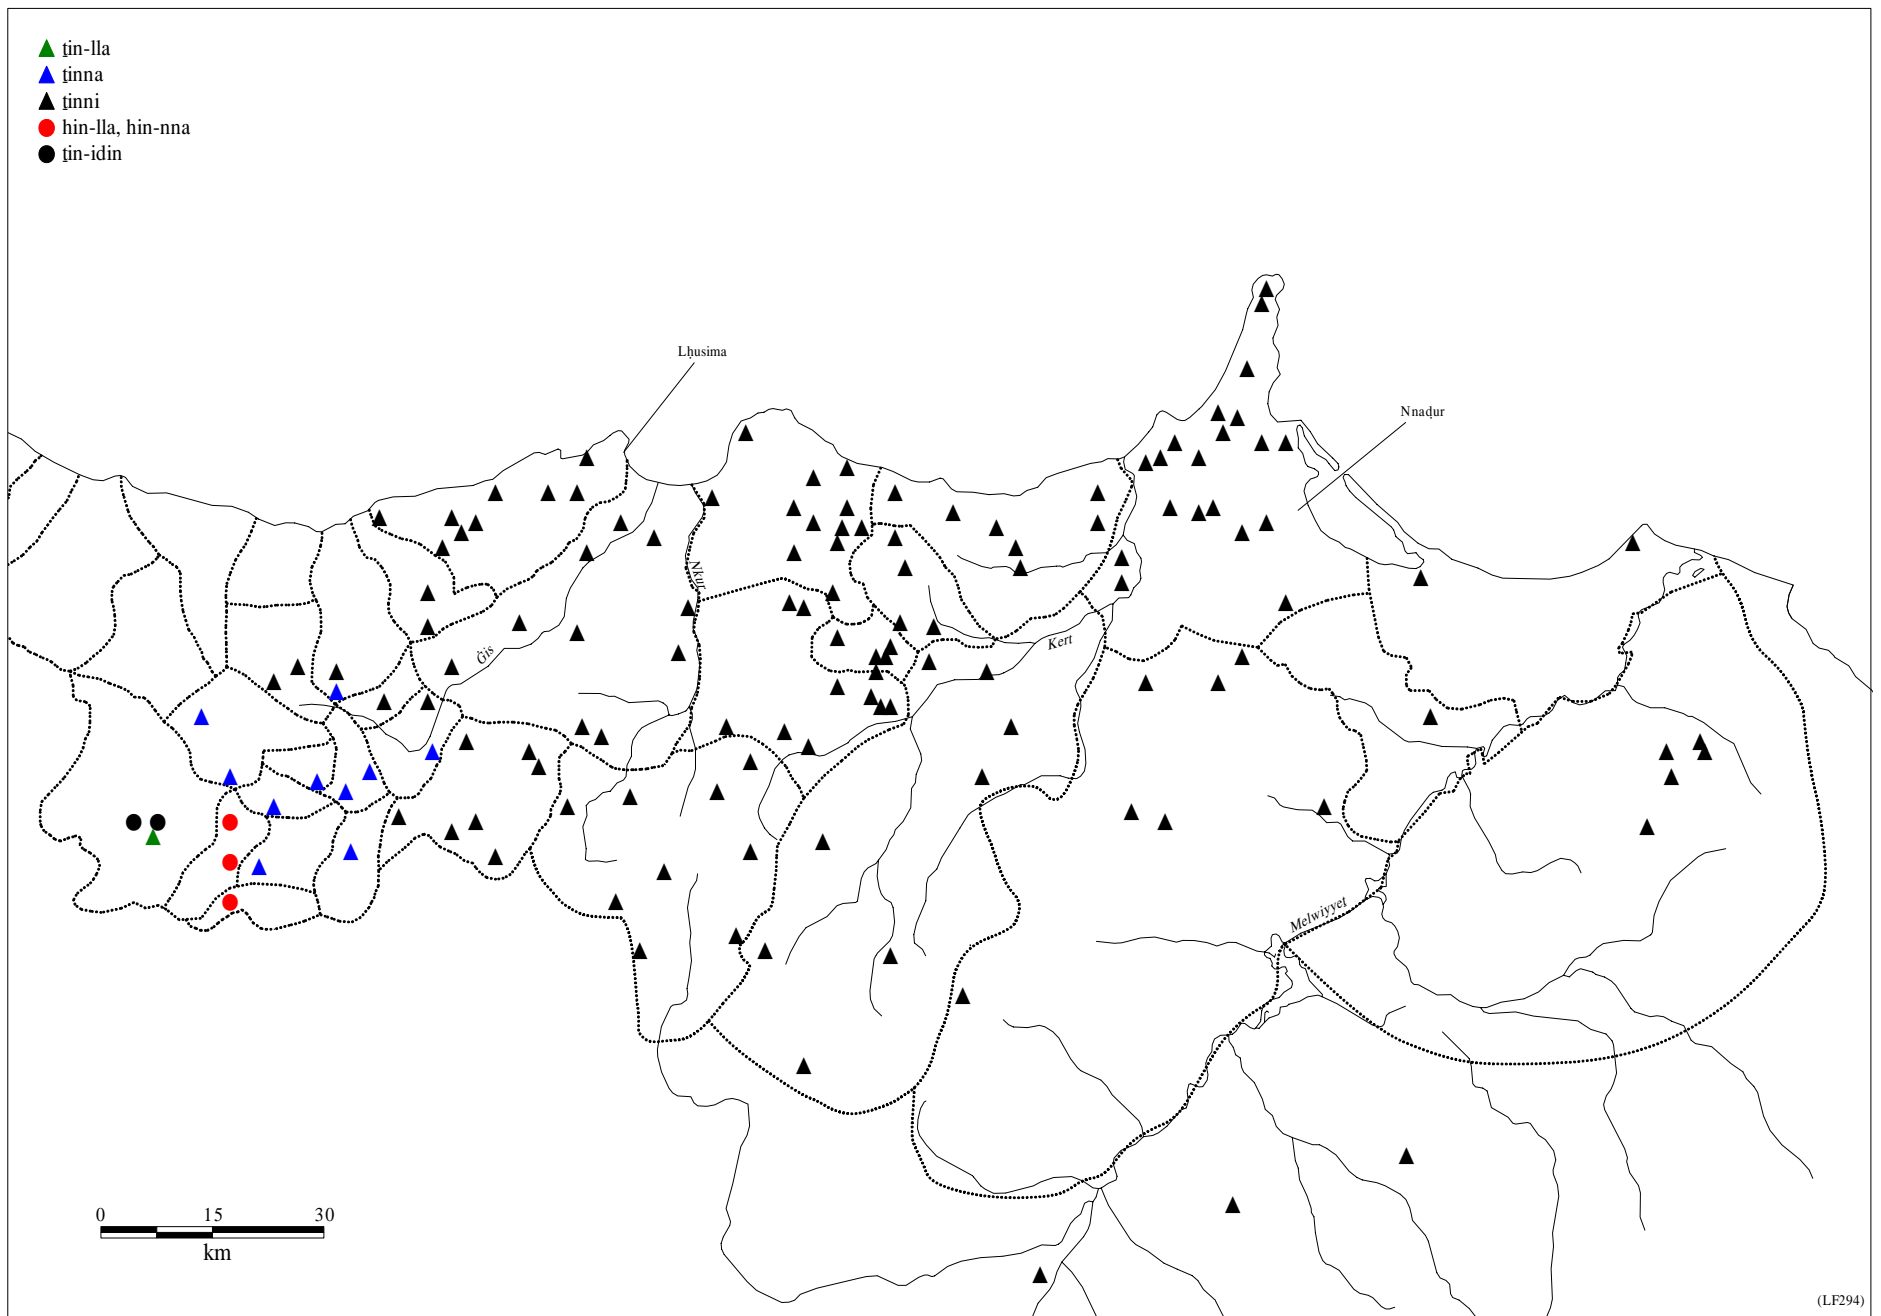 ṯin-lla
ṯinna
ṯinni
hin-lla, hin-nna
ṯin-idin
Lḥusima
Nnaḍur
Nkur
Ġis
Kert
Melwiyyet
0 15 30
km
(LF294)